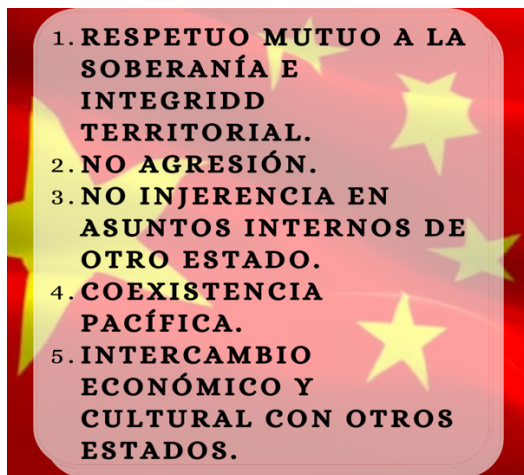 1. RESPETUO MUTUO A LA
SOBERANÍA E
INTEGRIDD
TERRITORIAL.
2. NO AGRESIÓN.
3. NO INJERENCIA EN
ASUNTOS INTERNOS DE
OTRO ESTADO.
4. COEXISTENCIA
PACÍFICA.
5. INTERCAMBIO
ECONÓMICO Y
CULTURAL CON OTROS
ESTADOS.